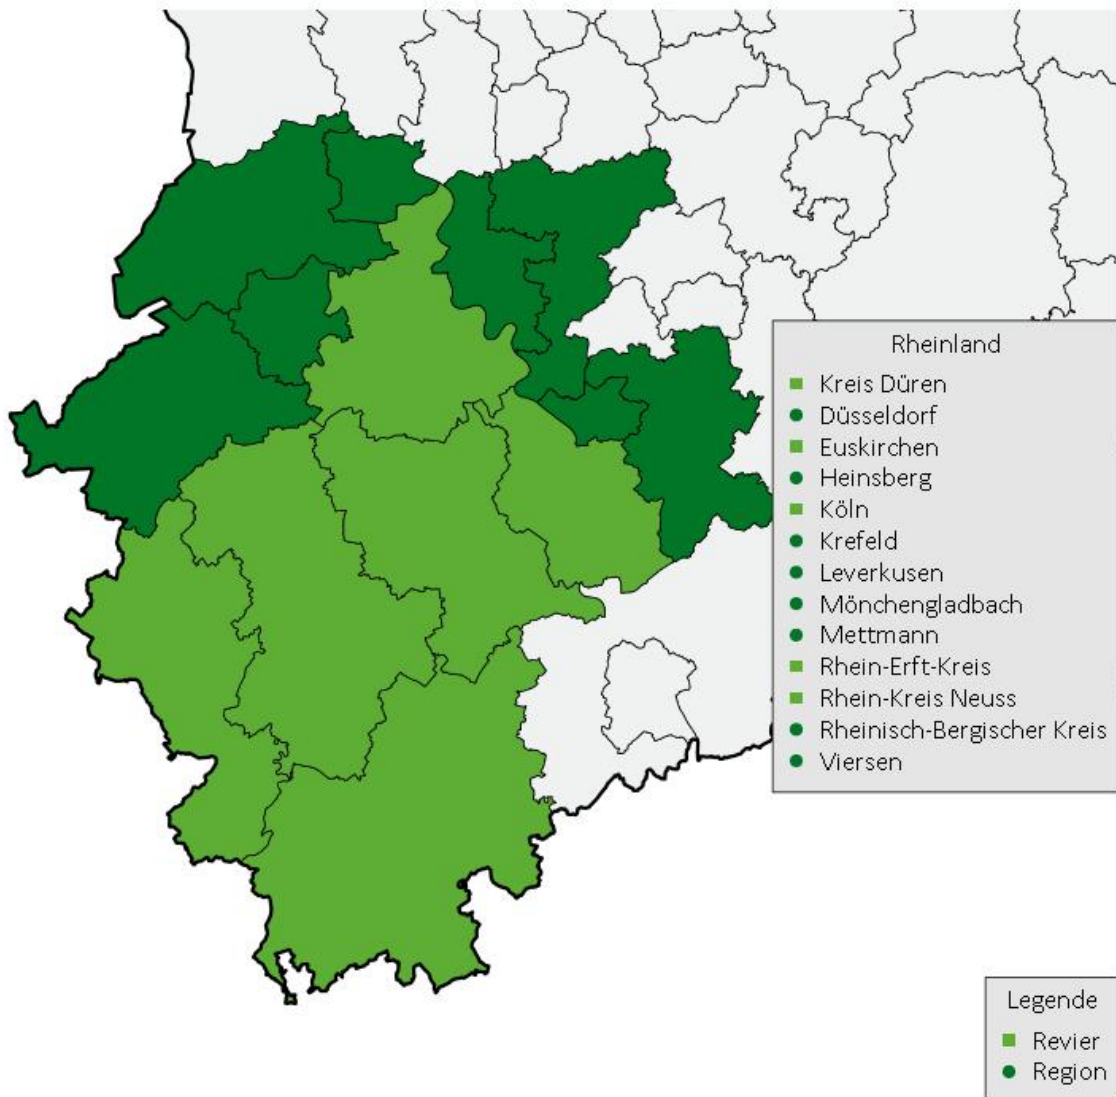 Rheinland
Kreis Düren
Düsseldorf
Euskirchen
Heinsberg
Köln
Krefeld
Leverkusen
Mönchengladbach
Mettmann
Rhein-Erft-Kreis
Rhein-Kreis Neuss
Rheinisch-Bergischer Kreis
Viersen
Legende
Revier
Region